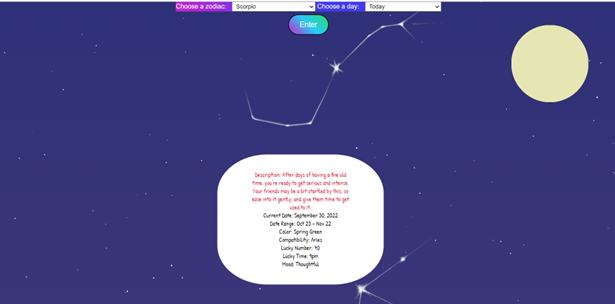 Choose a zodiac: Scorpio Choose a day: Today
Enter
Description: After days of having a fine old
time, you're ready to get serious and intense.
Your friends may be a bit startled by this, so
ease into it gently, and give them time to get
used to it.
Current Date: September 30, 2022
Date Range: Oct 23 - Nov 22
Color: Spring Green
Compatibility: Aries
Lucky Number:
Lucky Time: 4pm
Mood: Thoughtful